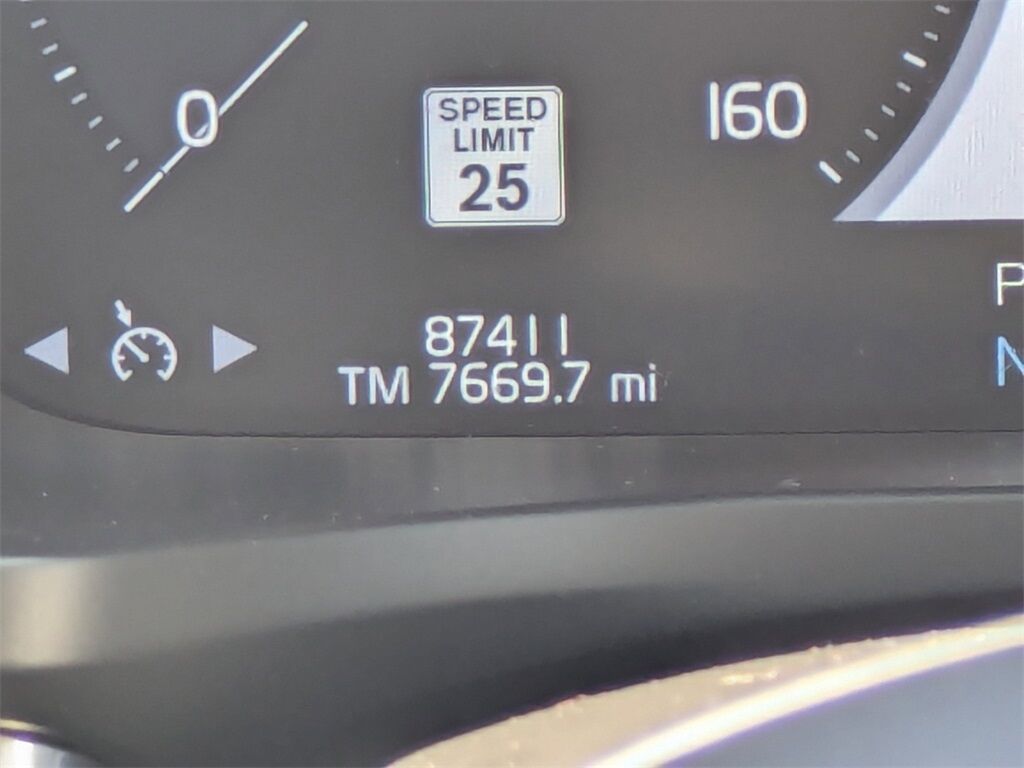 0
SPEED
LIMIT
25
160
87411
TM 7669.7 mi
P
N